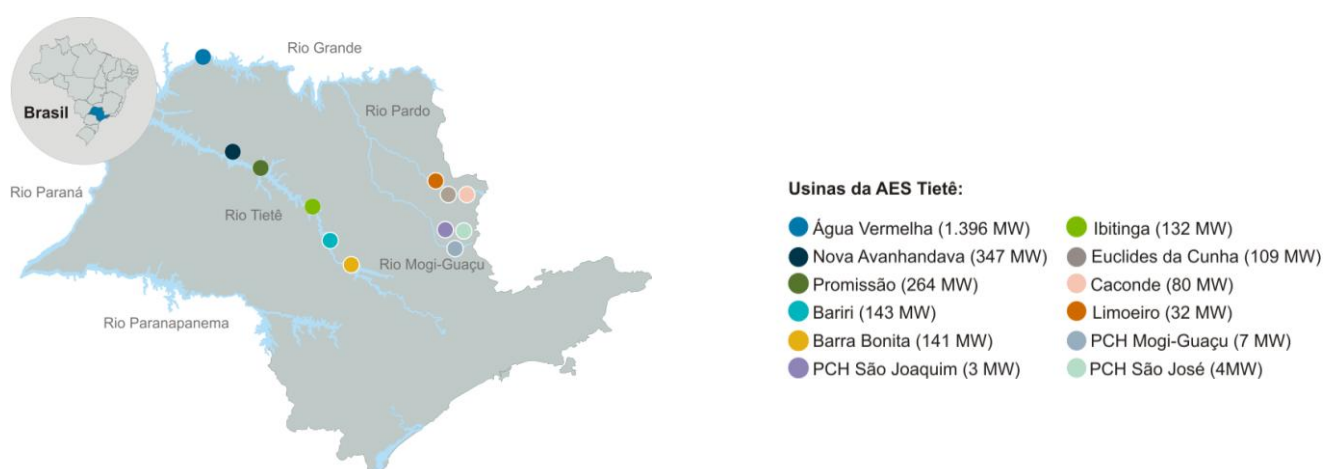 Rio Grande
Brasil
Rio Pardo
Rio Paraná
Rio Tietê
Rio Mogi-Guaçu
Rio Paranapanema
Usinas da AES Tietê:
Água Vermelha (1.396 MW)
Nova Avanhandava (347 MW)
Promissão (264 MW)
Bariri (143 MW)
Barra Bonita (141 MW)
PCH São Joaquim (3 MW)
Ibitinga (132 MW)
Euclides da Cunha (109 MW)
Caconde (80 MW)
Limoeiro (32 MW)
PCH Mogi-Guaçu (7 MW)
PCH São José (4MW)